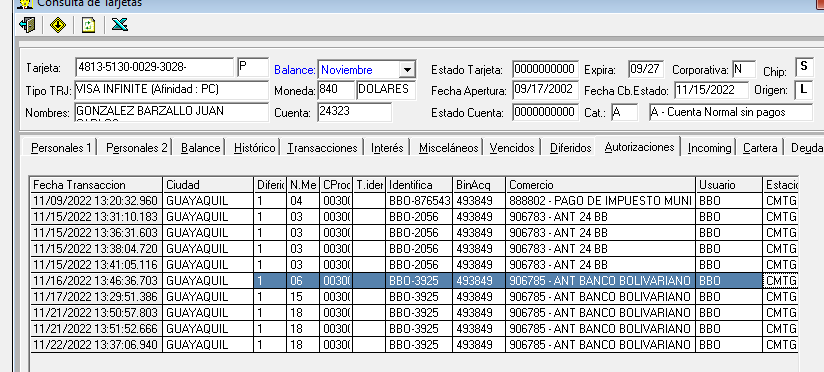 Consulta de Tarjetas
Tarjeta: 4813-5130-0029-3028- P Balance: Noviembre Estado Tarjeta: 0000000000 Expira: 09/27 Corporativa: N Chip: S
Tipo TRJ: VISA INFINITE (Afinidad : PC) Moneda: 840 DOLARES Fecha Apertura: 09/17/2002 Fecha Cb.Estado: 11/15/2022 Origen: L
Nombres: GONZALEZ BARZALLO JUAN Cuenta: 24323 Estado Cuenta: 0000000000 Cat.: A A - Cuenta Normal sin pagos
CARLOS
Personales 1 Personales 2 Balance Histórico Transacciones Interés Misceláneos Vencidos Diferidos Autorizaciones Incoming Cartera Deuda
Fecha Transaccion Ciudad Diferio N.Me CProc T.ider Identifica BinAcq Comercio Usuario Estacio
11/09/2022 13:20:32.960 GUAYAQUIL 1 04 00300 BBO-876543 493849 888802 - PAGO DE IMPUESTO MUNI BBO CMTG
11/15/2022 13:31:10.183 GUAYAQUIL 1 03 00300 BBO-2056 493849 906783 - ANT 24 BB BBO CMTG
11/15/2022 13:36:31.603 GUAYAQUIL 1 03 00300 BBO-2056 493849 906783 - ANT 24 BB BBO CMTG
11/15/2022 13:38:04.720 GUAYAQUIL 1 03 00300 BBO-2056 493849 906783 - ANT 24 BB BBO CMTG
11/15/2022 13:41:05.116 GUAYAQUIL 1 03 00300 BBO-2056 493849 906783 - ANT 24 BB BBO CMTG
11/16/2022 13:46:36.703 GUAYAQUIL 1 06 00300 BBO-3925 493849 906785 - ANT BANCO BOLIVARIANO BBO CMTG
11/17/2022 13:29:51.386 GUAYAQUIL 1 15 00300 BBO-3925 493849 906785 - ANT BANCO BOLIVARIANO BBO CMTG
11/21/2022 13:50:57.803 GUAYAQUIL 1 18 00300 BBO-3925 493849 906785 - ANT BANCO BOLIVARIANO BBO CMTG
11/21/2022 13:51:52.666 GUAYAQUIL 1 18 00300 BBO-3925 493849 906785 - ANT BANCO BOLIVARIANO BBO CMTG
11/22/2022 13:37:06.940 GUAYAQUIL 1 18 00300 BBO-3925 493849 906785 - ANT BANCO BOLIVARIANO BBO CMTG